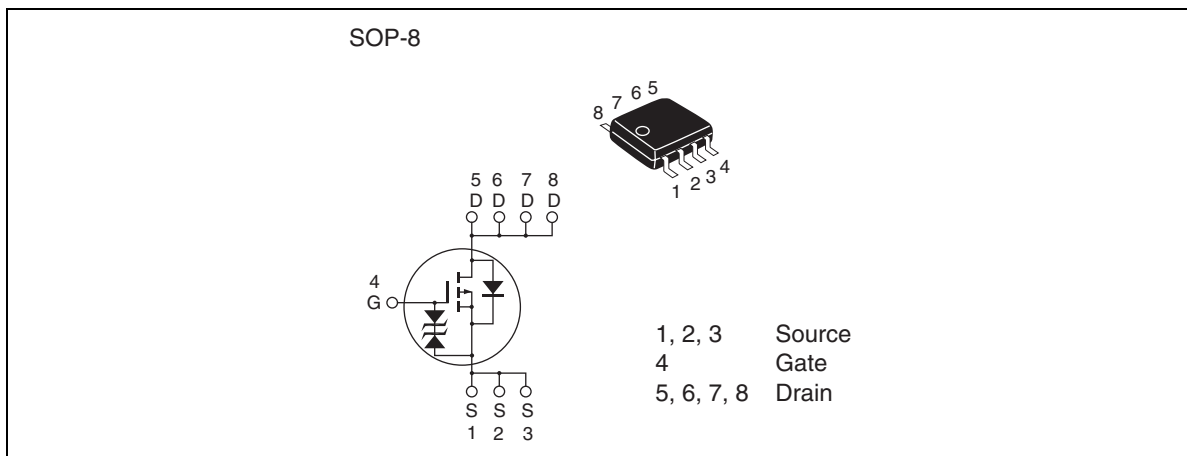 SOP-8
8 7 6 5
1 2 3 4
5 6 7 8
D D D D
4
G
S S S
1 2 3
1, 2, 3 Source
4 Gate
5, 6, 7, 8 Drain